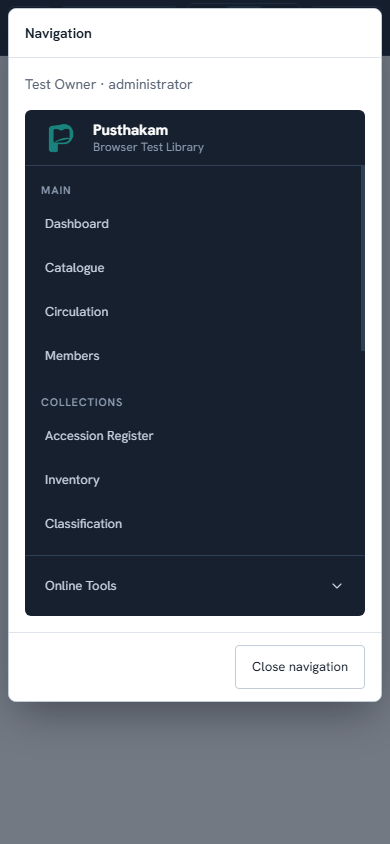 Navigation
Test Owner · administrator
Pusthakam
Browser Test Library
MAIN
Dashboard
Catalogue
Circulation
Members
COLLECTIONS
Accession Register
Inventory
Classification
Online Tools
Close navigation